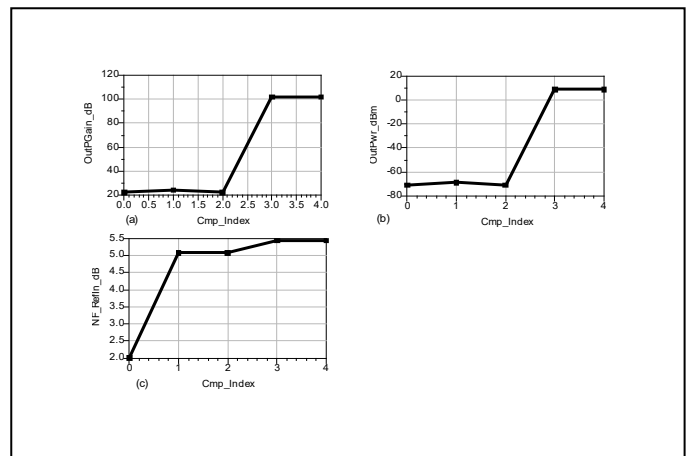 120
100
80
60
40
20
OutPGain_dB
0.0 0.5 1.0 1.5 2.0 2.5 3.0 3.5 4.0
(a) Cmp_Index
20
0
-20
-40
-60
-80
OutPwr_dBm
0 1 2 3 4
(b) Cmp_Index
5.5
5.0
4.5
4.0
3.5
3.0
2.5
2.0
NF_RefIn_dB
0 1 2 3 4
(c) Cmp_Index